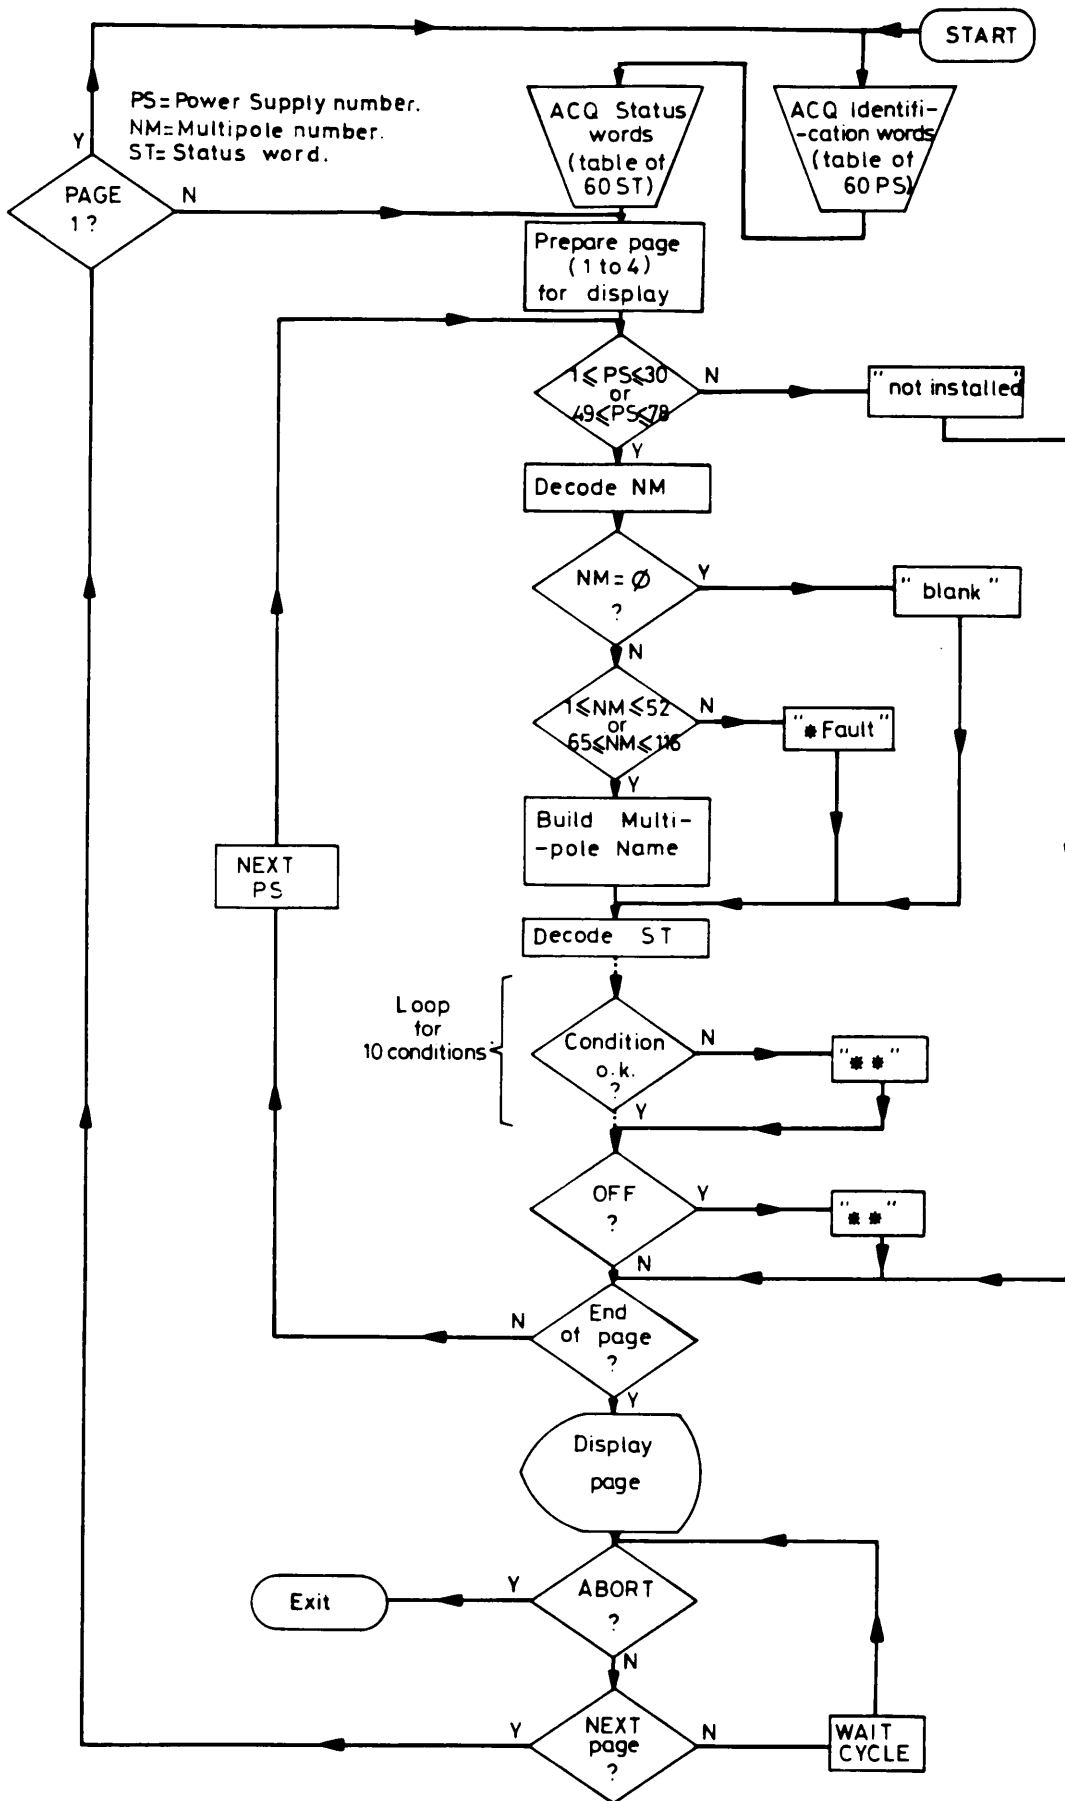 START
PS=Power Supply number.
NM=Multipole number.
ST=Status word.
ACQ Status
words
(table of
60 ST)
ACQ Identifi-
-cation words
(table of
60 PS)
Y
PAGE
1?
N
Prepare page
(1 to 4)
for display
1⩽PS⩽30
or
49⩽PS⩽78
N
"not installed"
Y
Decode NM
NM=Ø
?
Y
"blank"
N
1⩽NM⩽52
or
65⩽NM⩽116
N
"*Fault"
Y
Build Multi-
-pole Name
NEXT
PS
Decode ST
Loop
for
10 conditions
Condition
o.k.
?
N
"**"
Y
OFF
?
Y
"**"
N
End
of page
?
N
Y
Display
page
ABORT
?
Y
Exit
N
NEXT
page
?
Y
N
WAIT
CYCLE